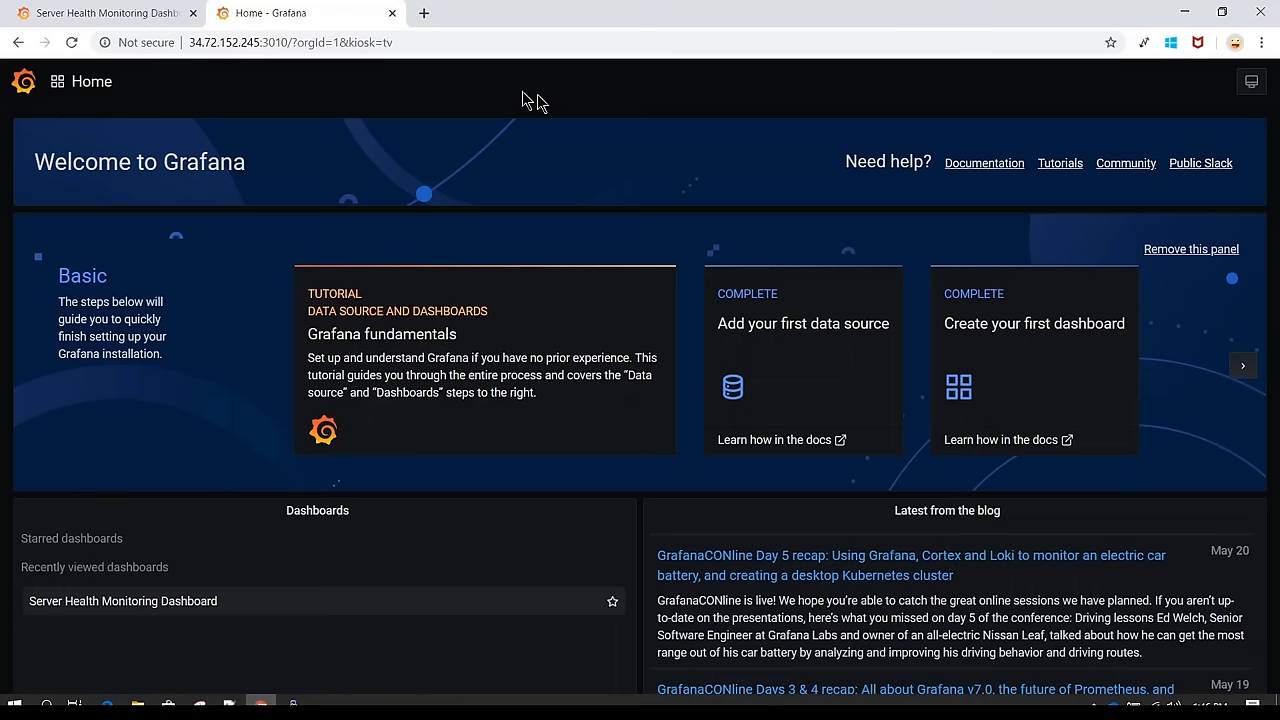 Server Health Monitoring Dashb
Home - Grafana
Not secure
34.72.152.245:3010/?orgId=1&kiosk=tv
Home
Welcome to Grafana
Need help?
Documentation
Tutorials
Community
Public Slack
Remove this panel
Basic
The steps below will
guide you to quickly
finish setting up your
Grafana installation.
TUTORIAL
DATA SOURCE AND DASHBOARDS
Grafana fundamentals
Set up and understand Grafana if you have no prior experience. This
tutorial guides you through the entire process and covers the “Data
source” and “Dashboards” steps to the right.
COMPLETE
Add your first data source
Learn how in the docs
COMPLETE
Create your first dashboard
Learn how in the docs
Dashboards
Starred dashboards
Recently viewed dashboards
Server Health Monitoring Dashboard
Latest from the blog
GrafanaCONline Day 5 recap: Using Grafana, Cortex and Loki to monitor an electric car
battery, and creating a desktop Kubernetes cluster
May 20
GrafanaCONline is live! We hope you’re able to catch the great online sessions we have planned. If you aren’t up-
to-date on the presentations, here’s what you missed on day 5 of the conference: Driving lessons Ed Welch, Senior
Software Engineer at Grafana Labs and owner of an all-electric Nissan Leaf, talked about how he can get the most
range out of his car battery by analyzing and improving his driving behavior and driving routes.
GrafanaCONline Days 3 & 4 recap: All about Grafana v7.0, the future of Prometheus, and
May 19